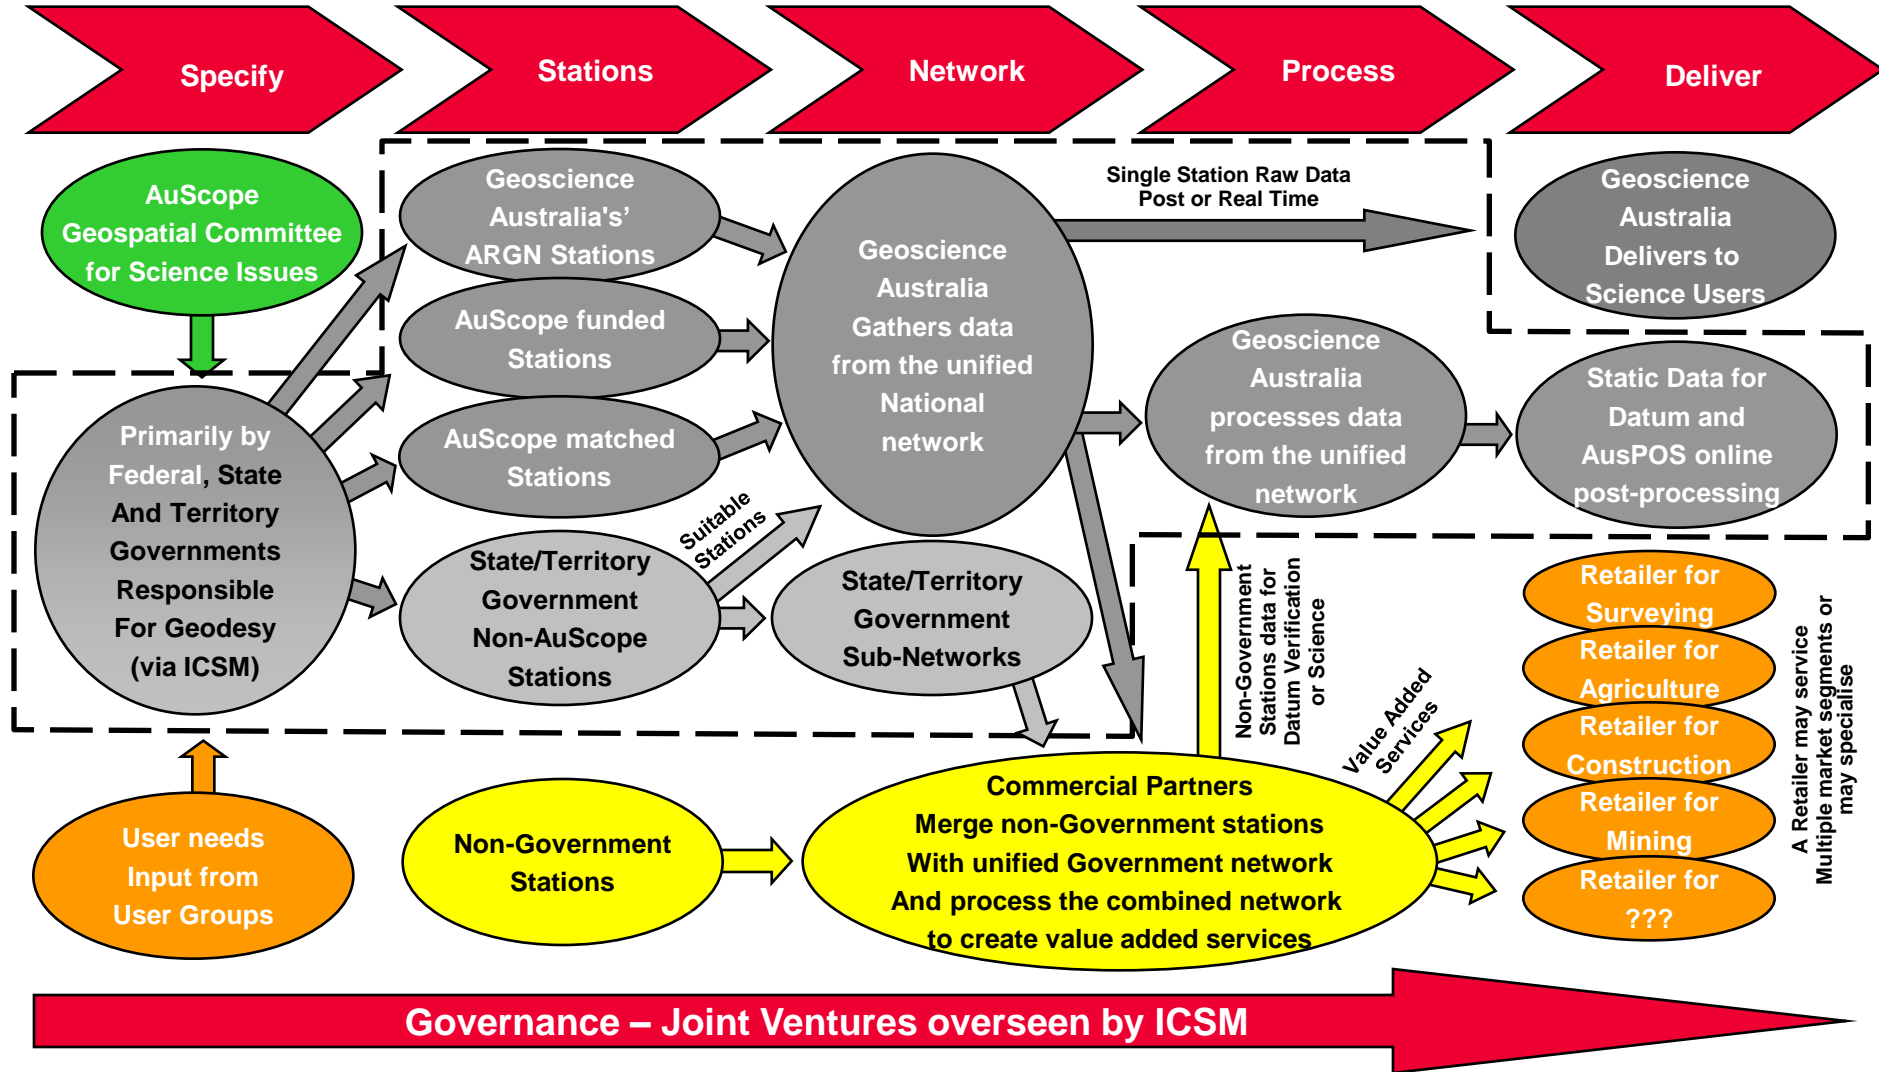 Specify
Stations
Network
Process
Deliver
AuScope
Geospatial Committee
for Science Issues
Geoscience
Australia's’
ARGN Stations
AuScope funded
Stations
AuScope matched
Stations
Primarily by
Federal, State
And Territory
Governments
Responsible
For Geodesy
(via ICSM)
State/Territory
Government
Non-AuScope
Stations
Suitable
Stations
Geoscience
Australia
Gathers data
from the unified
National
network
State/Territory
Government
Sub-Networks
Single Station Raw Data
Post or Real Time
Geoscience
Australia
processes data
from the unified
network
Geoscience
Australia
Delivers to
Science Users
Static Data for
Datum and
AusPOS online
post-processing
Non-Government
Stations data for
Datum Verification
or Science
User needs
Input from
User Groups
Non-Government
Stations
Commercial Partners
Merge non-Government stations
With unified Government network
And process the combined network
to create value added services
Value Added
Services
Retailer for
Surveying
Retailer for
Agriculture
Retailer for
Construction
Retailer for
Mining
Retailer for
???
A Retailer may service
Multiple market segments or
may specialise
Governance – Joint Ventures overseen by ICSM